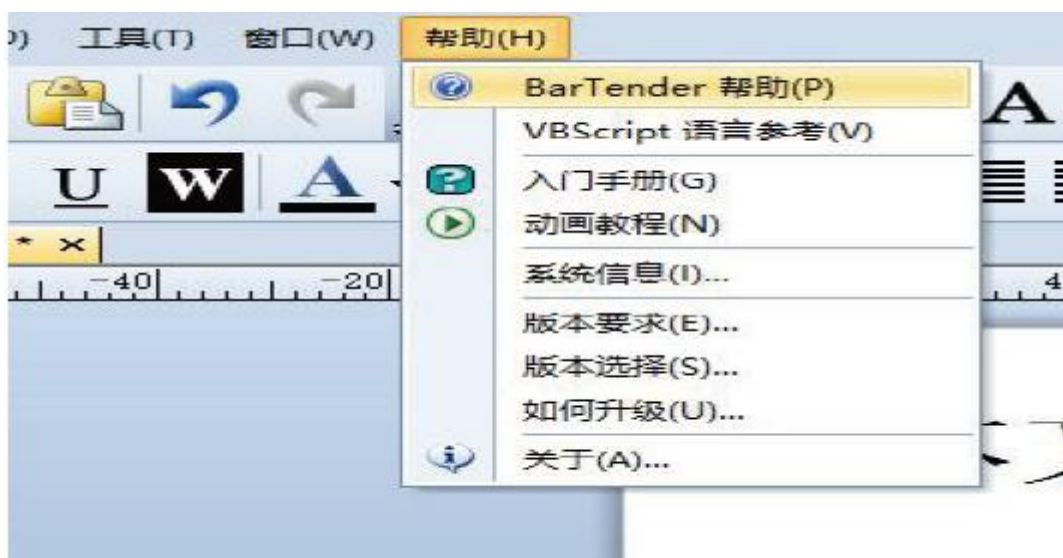 工具(T) 窗口(W) 帮助(H)
BarTender 帮助(P)
VBScript 语言参考(V)
U W A A
入门手册(G)
动画教程(N)
* ×
系统信息(I)...
-40 -20 4
版本要求(E)...
版本选择(S)...
如何升级(U)...
关于(A)...